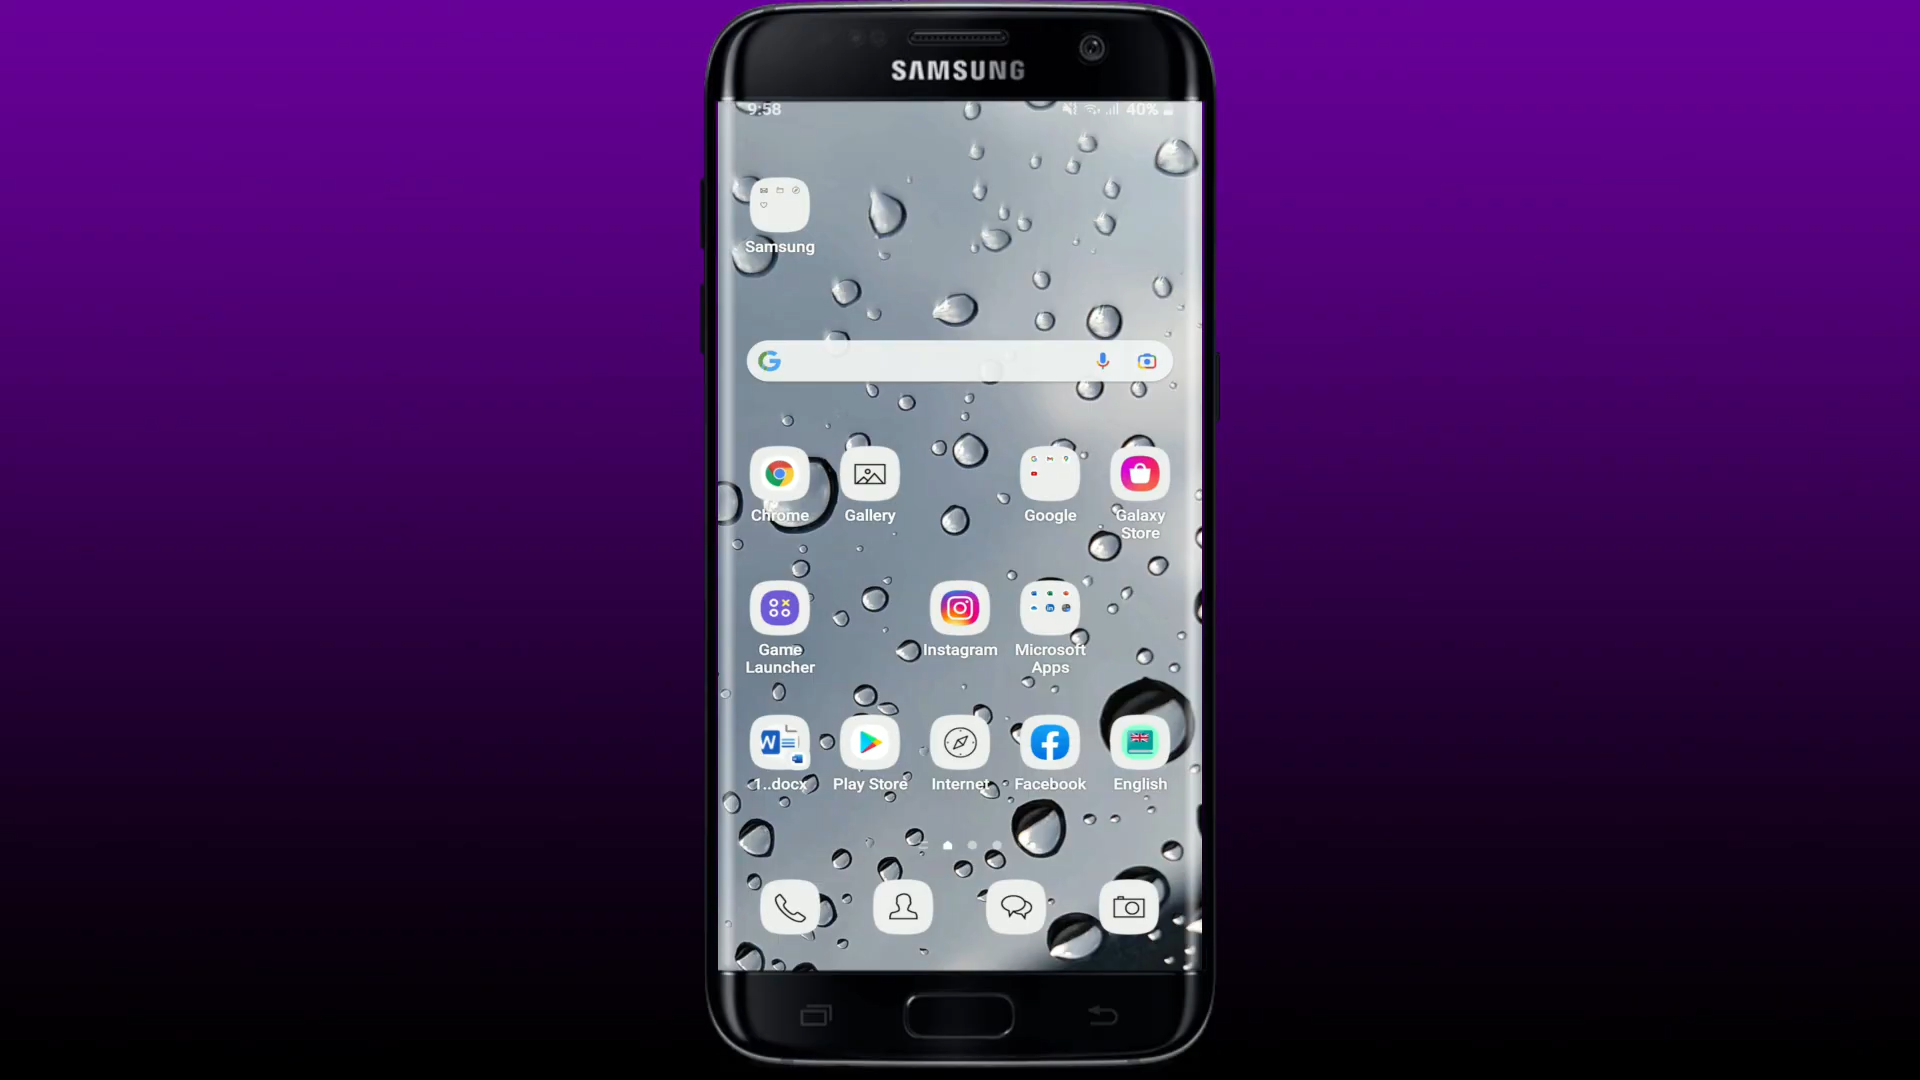 SAMSUNG
9:58 40%
Samsung
Chrome Gallery Google Galaxy
Store
Game Instagram Microsoft
Launcher Apps
1..docx Play Store Internet Facebook English